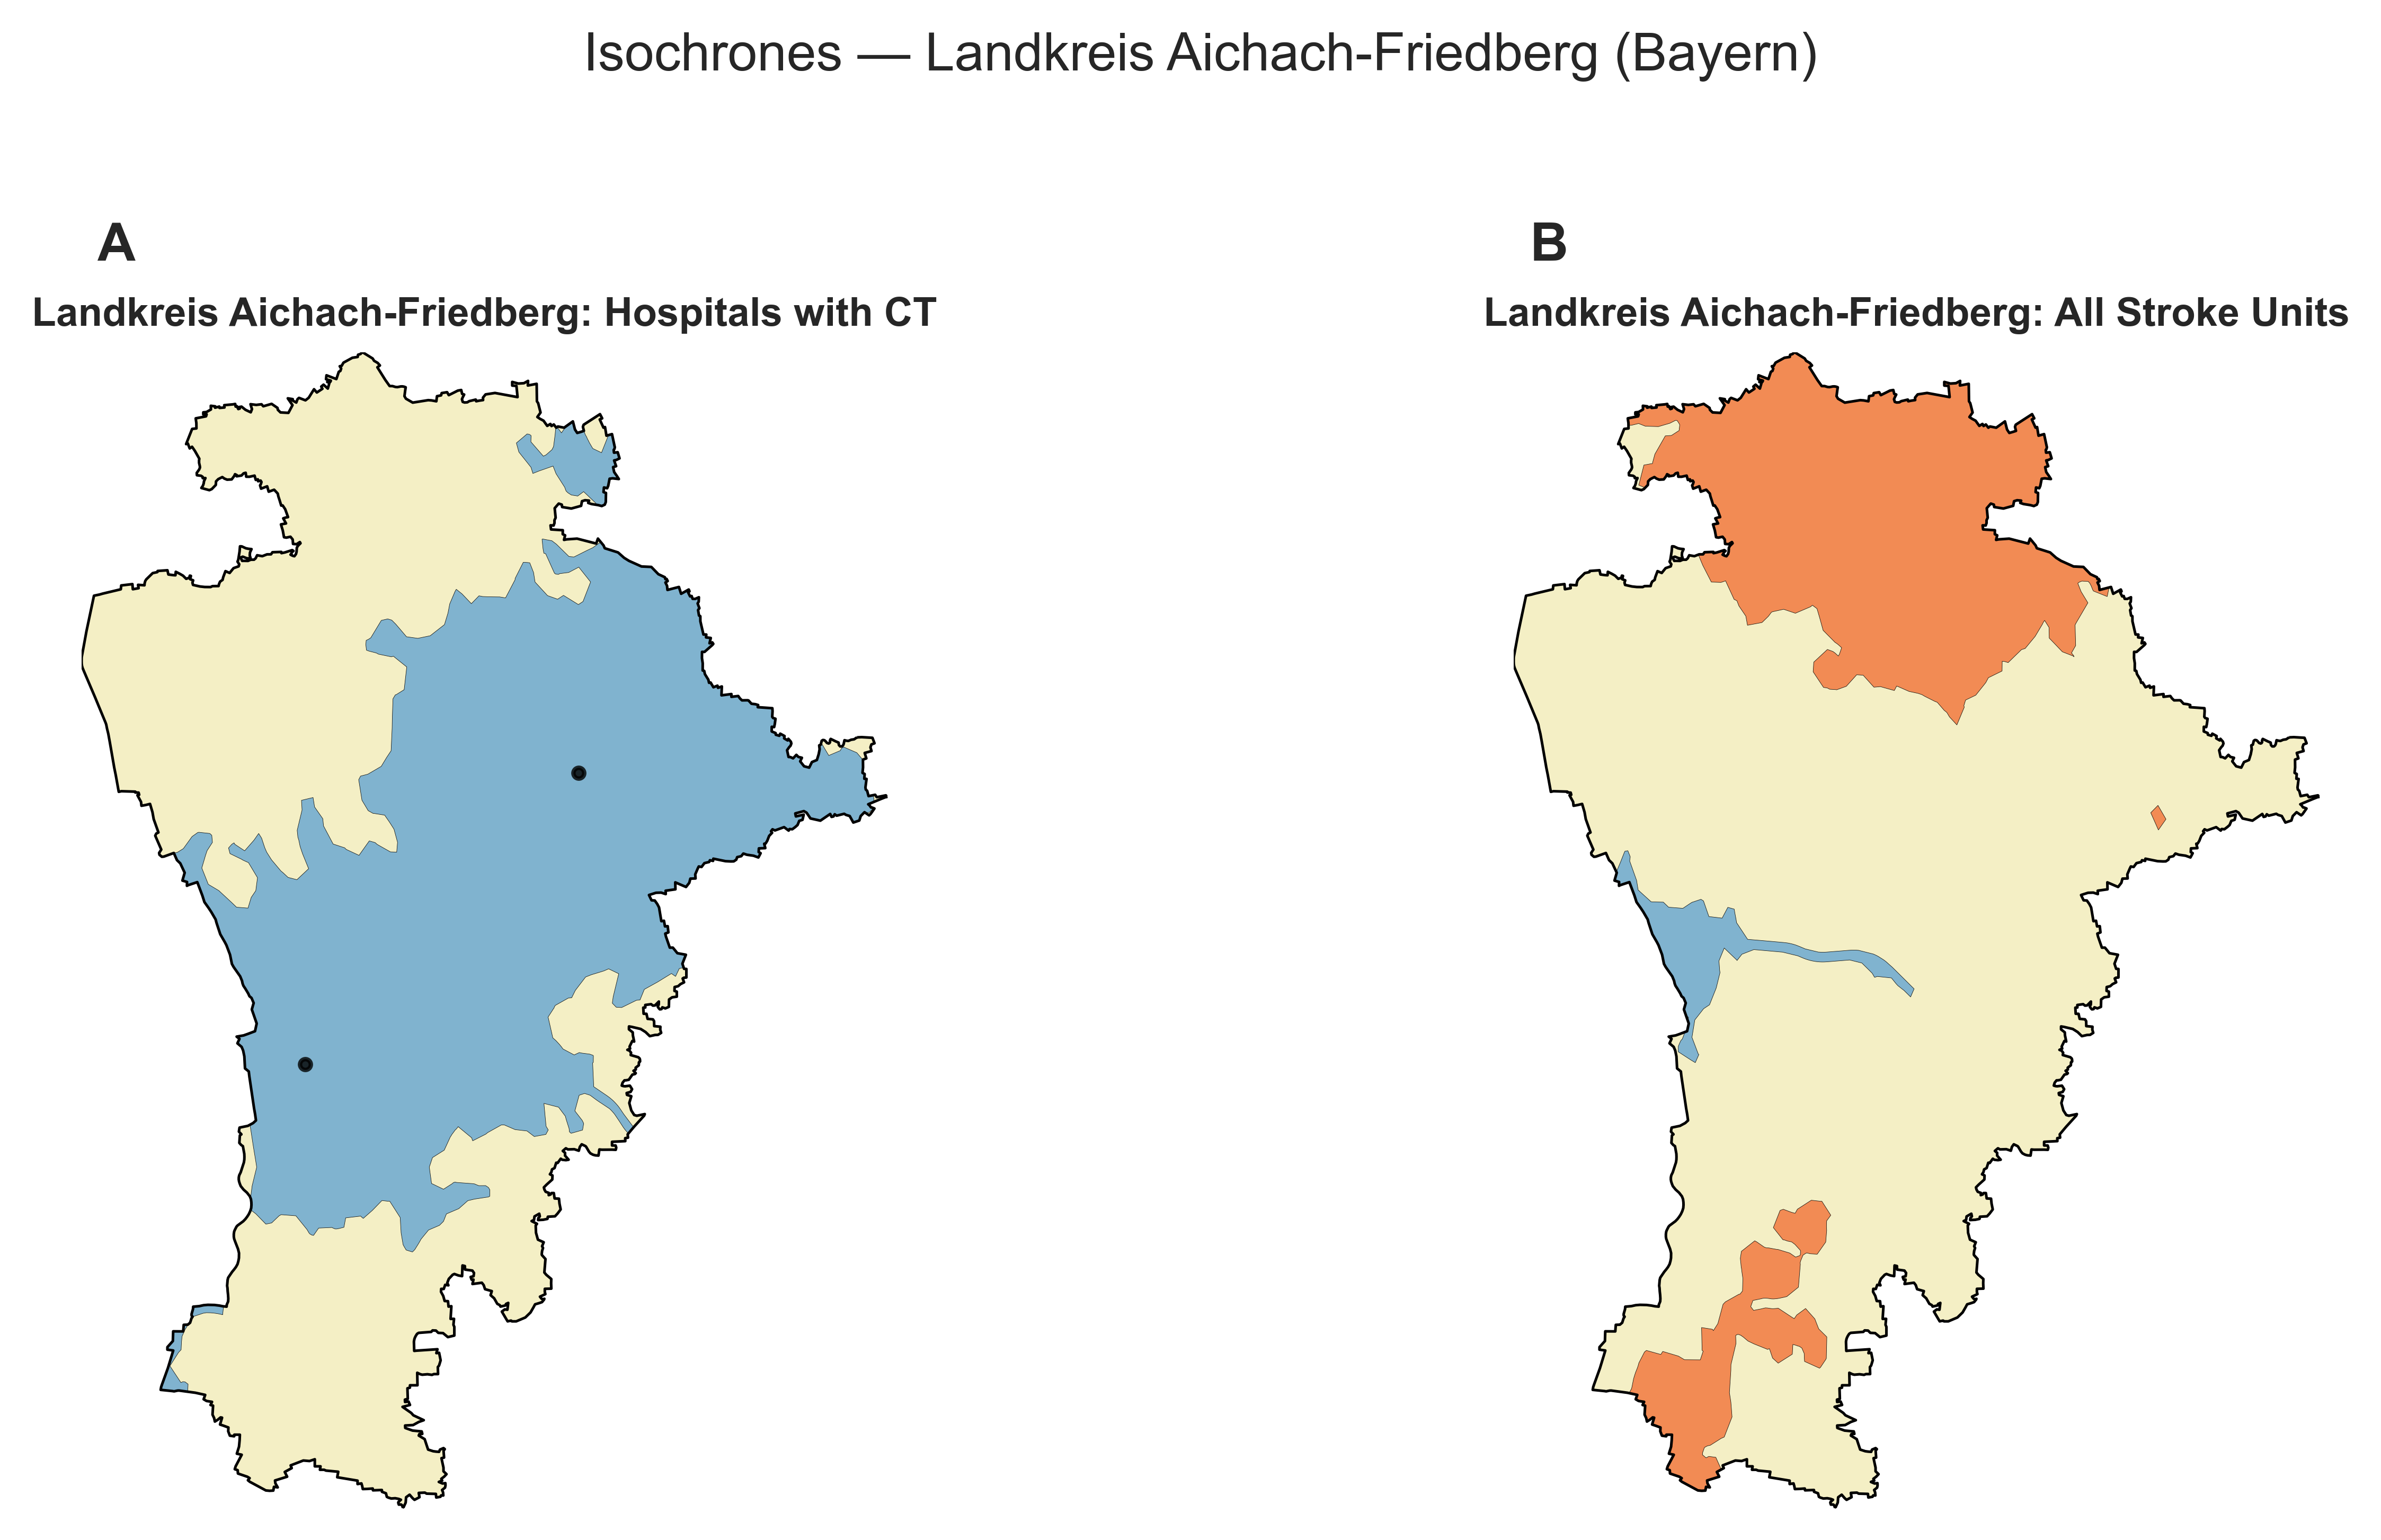 Isochrones — Landkreis Aichach-Friedberg (Bayern)
A
Landkreis Aichach-Friedberg: Hospitals with CT
B
Landkreis Aichach-Friedberg: All Stroke Units